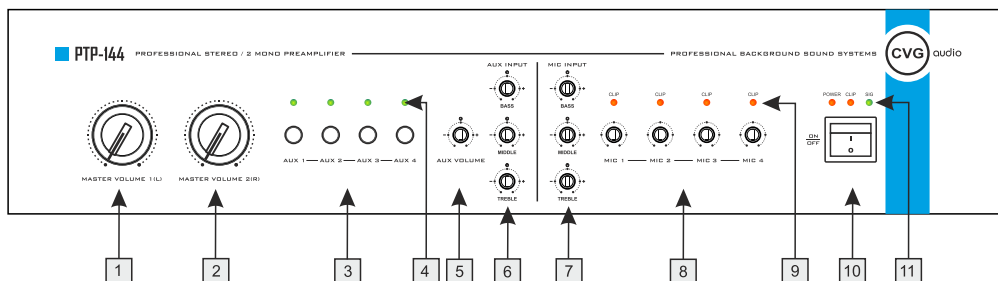 PTP-144 PROFESSIONAL STEREO / 2 MONO PREAMPLIFIER PROFESSIONAL BACKGROUND SOUND SYSTEMS CVG audio
AUX INPUT MIC INPUT
BASS BASS
CLIP CLIP CLIP CLIP
POWER CLIP SIG
MIDDLE MIDDLE
ON
OFF
I
O
AUX 1 AUX 2 AUX 3 AUX 4 AUX VOLUME MIC 1 MIC 2 MIC 3 MIC 4
MASTER VOLUME 1(L) MASTER VOLUME 2(R)
TREBLE TREBLE
1 2 3 4 5 6 7 8 9 10 11